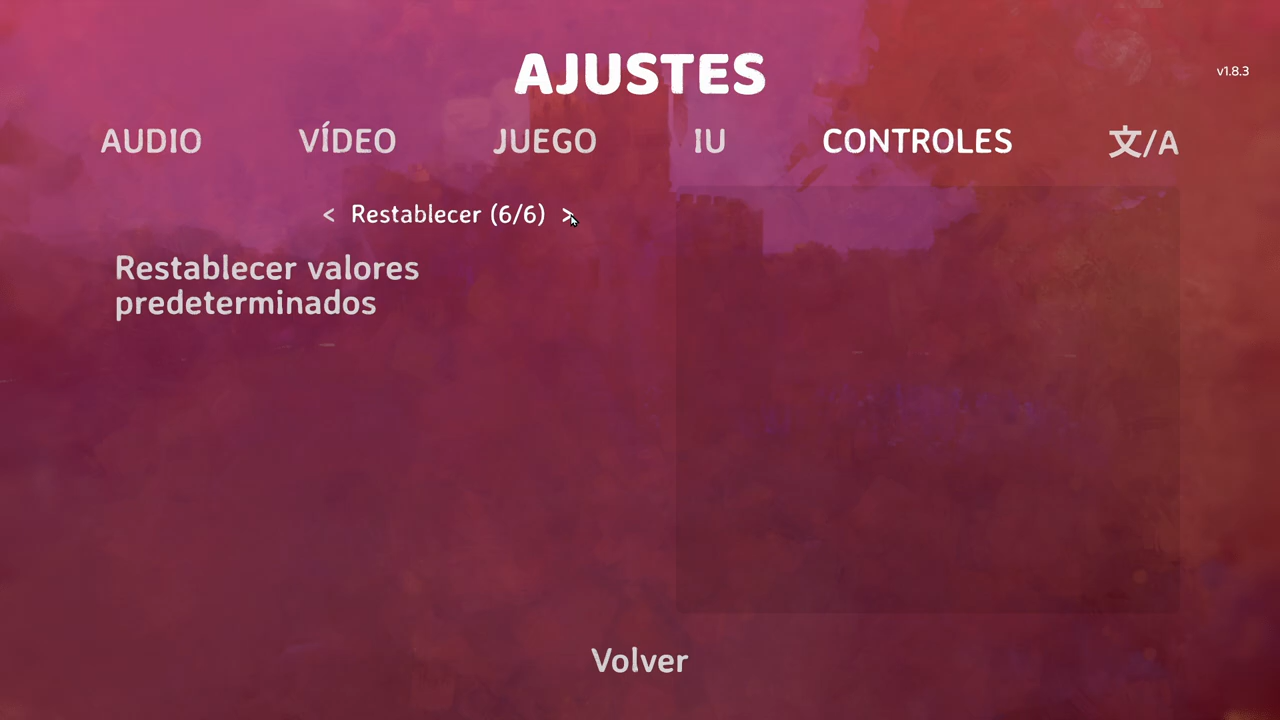 AJUSTES
v1.8.3
AUDIO VÍDEO JUEGO IU CONTROLES 文/A
< Restablecer (6/6) >
Restablecer valores
predeterminados
Volver